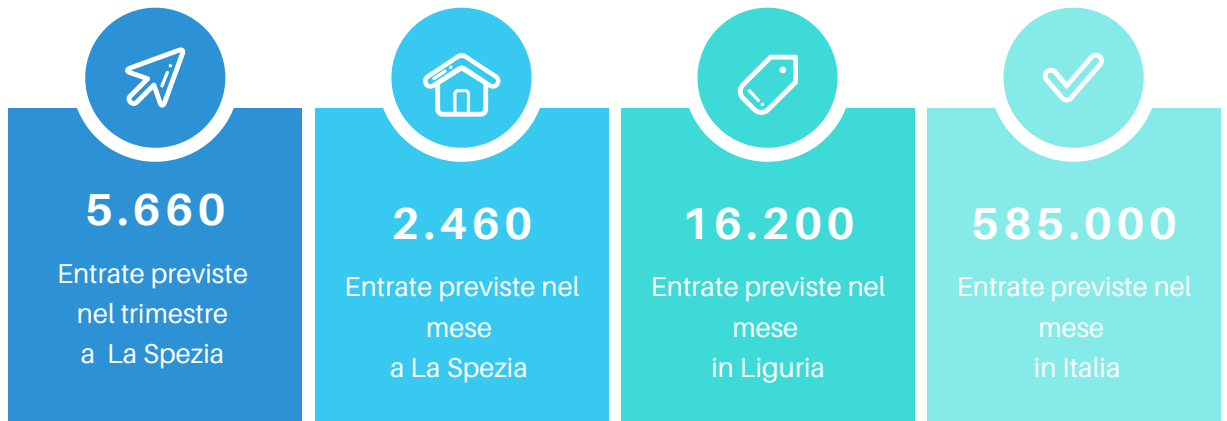 5.660
Entrate previste
nel trimestre
a La Spezia
2.460
Entrate previste nel
mese
a La Spezia
16.200
Entrate previste nel
mese
in Liguria
585.000
Entrate previste nel
mese
in Italia